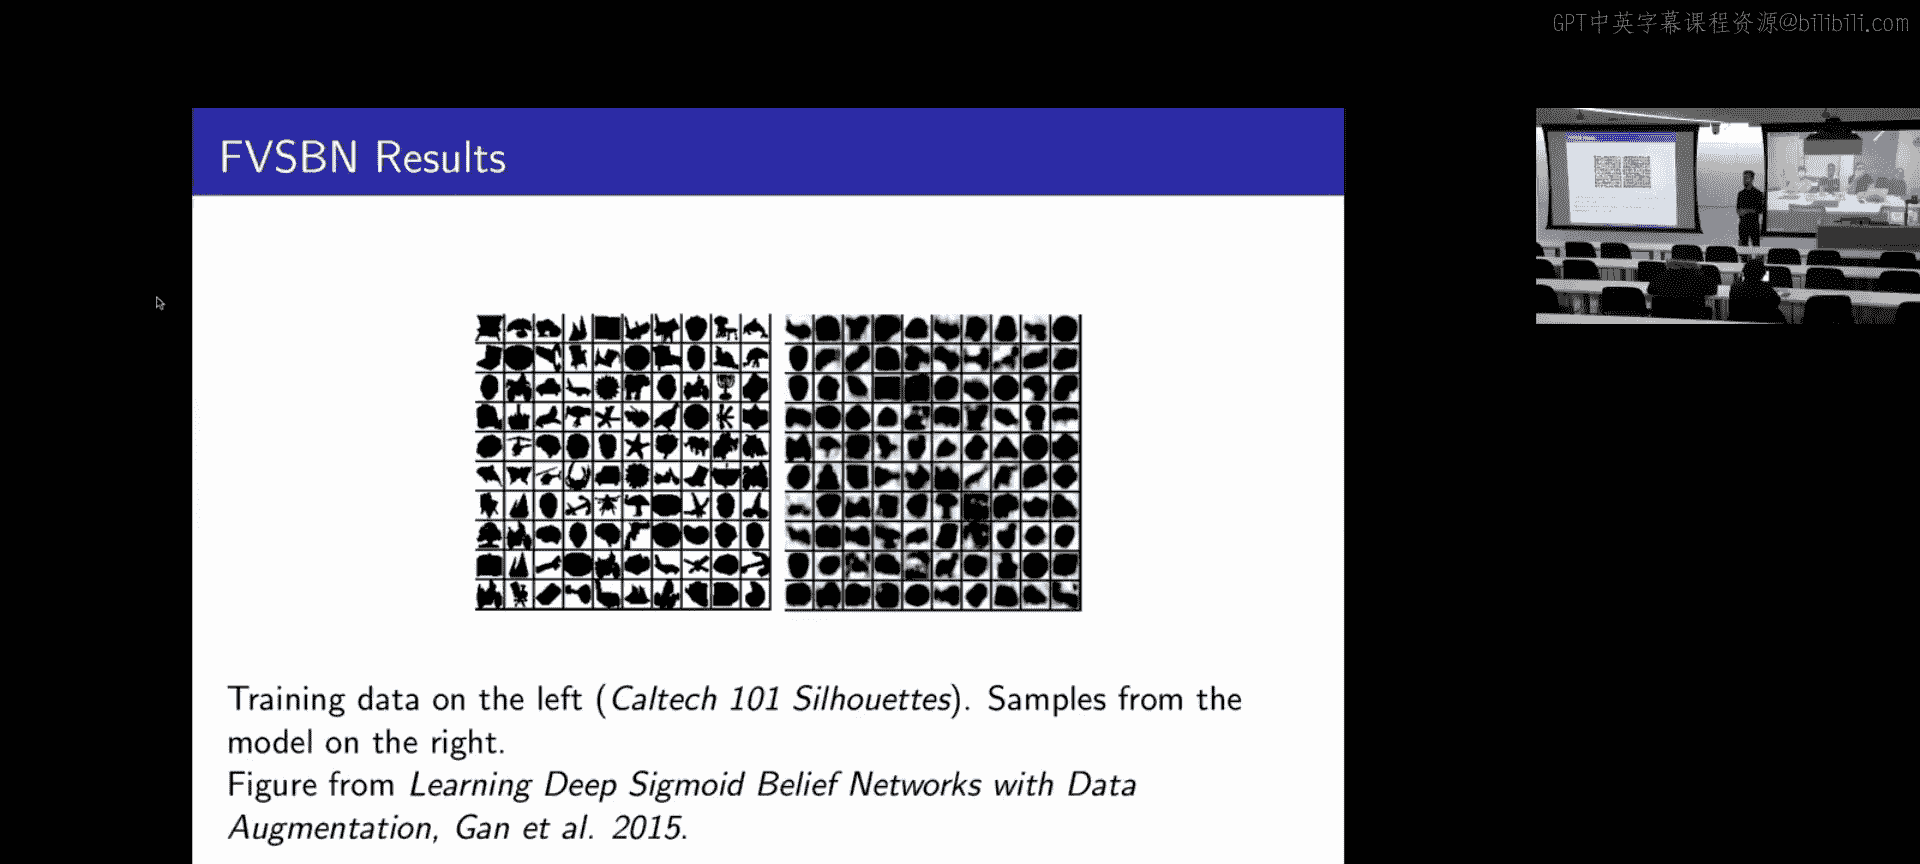 GPT中英字幕课程资源@bilibili.com
FVSBN Results
Training data on the left (Caltech 101 Silhouettes). Samples from the
model on the right.
Figure from Learning Deep Sigmoid Belief Networks with Data
Augmentation, Gan et al. 2015.